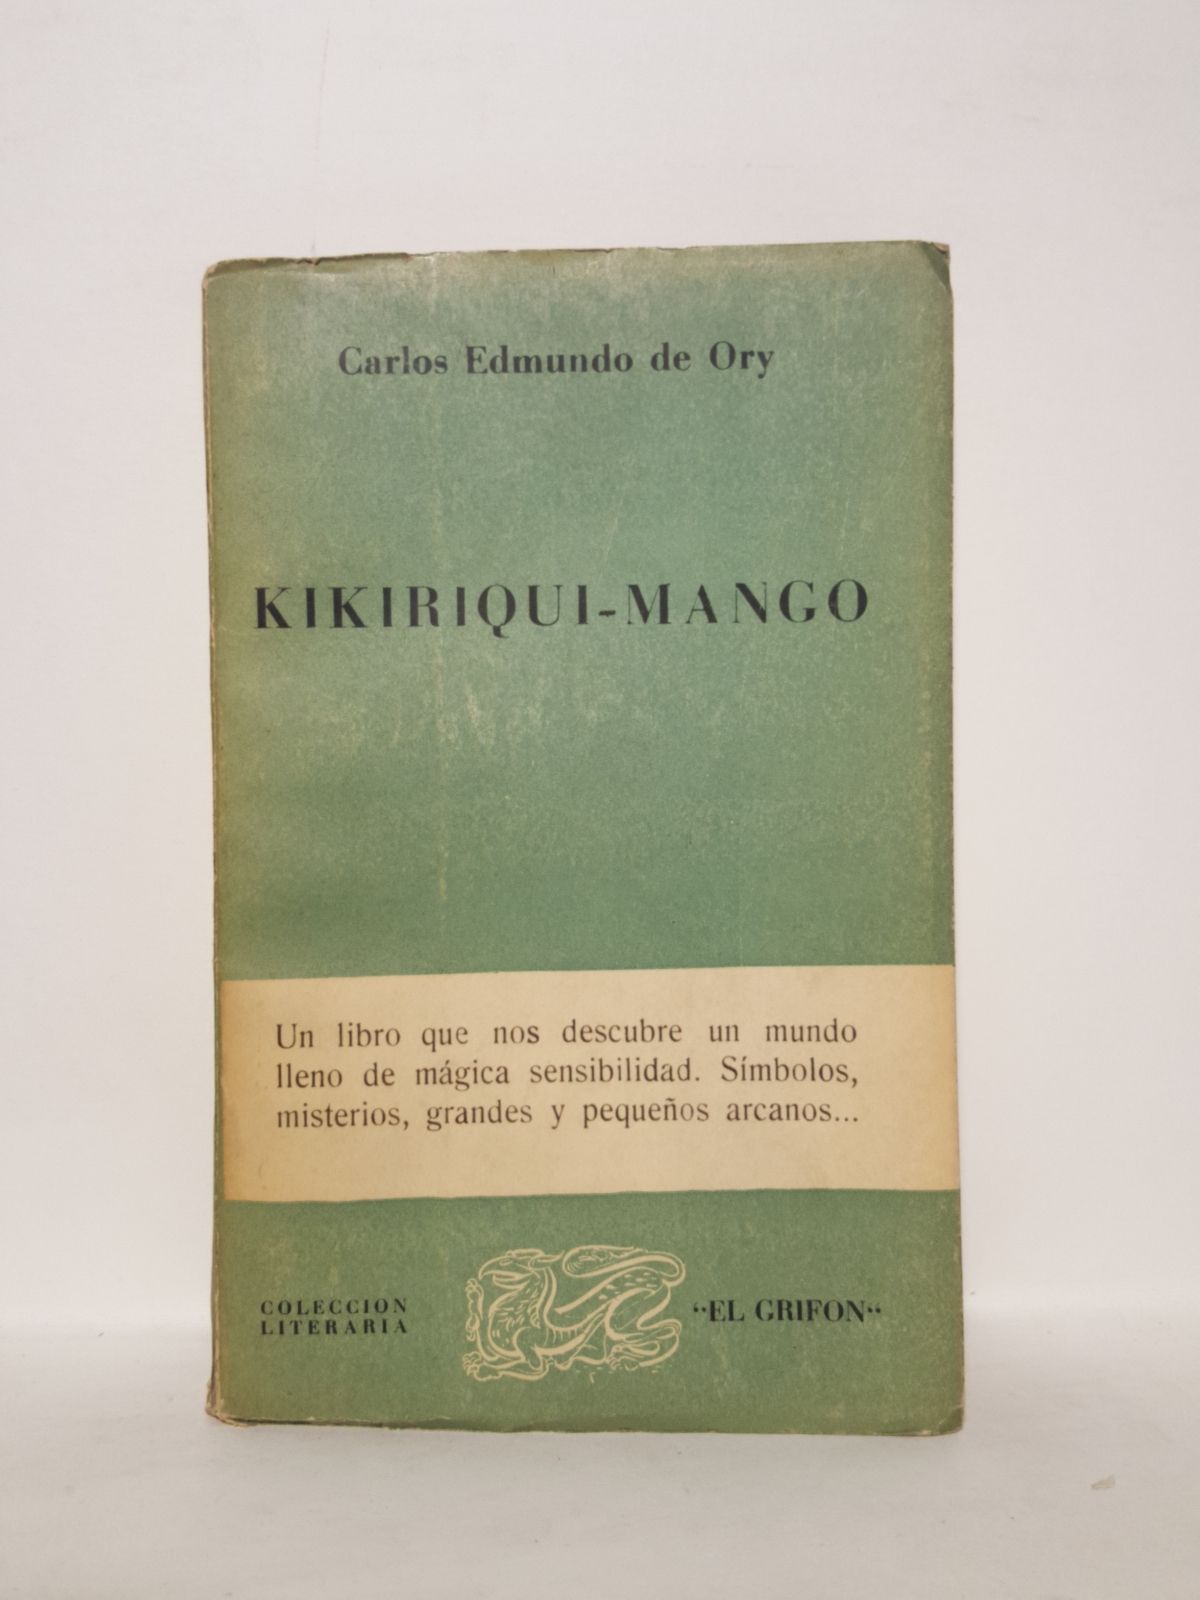 Carlos Edmundo de Ory
KIKIRIQUI-MANGO
Un libro que nos descubre un mundo
lleno de mágica sensibilidad. Símbolos,
misterios, grandes y pequeños arcanos...
COLECCION
LITERARIA
“EL GRIFON“